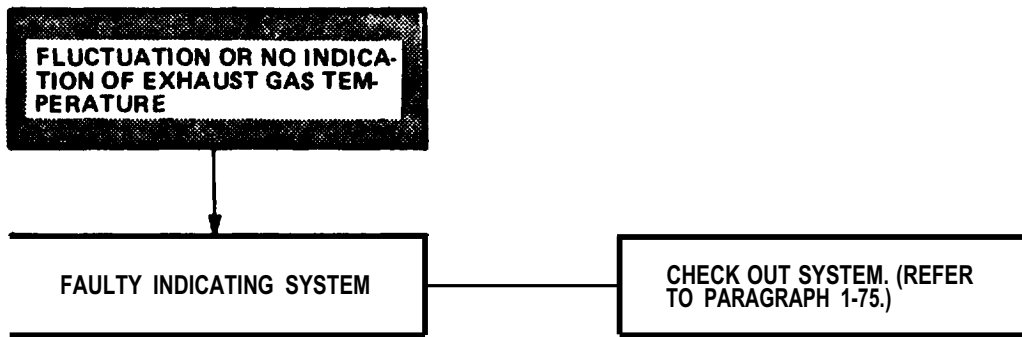 FLUCTUATION OR NO INDICA-
TION OF EXHAUST GAS TEM-
PERATURE
FAULTY INDICATING SYSTEM
CHECK OUT SYSTEM. (REFER
TO PARAGRAPH 1-75.)